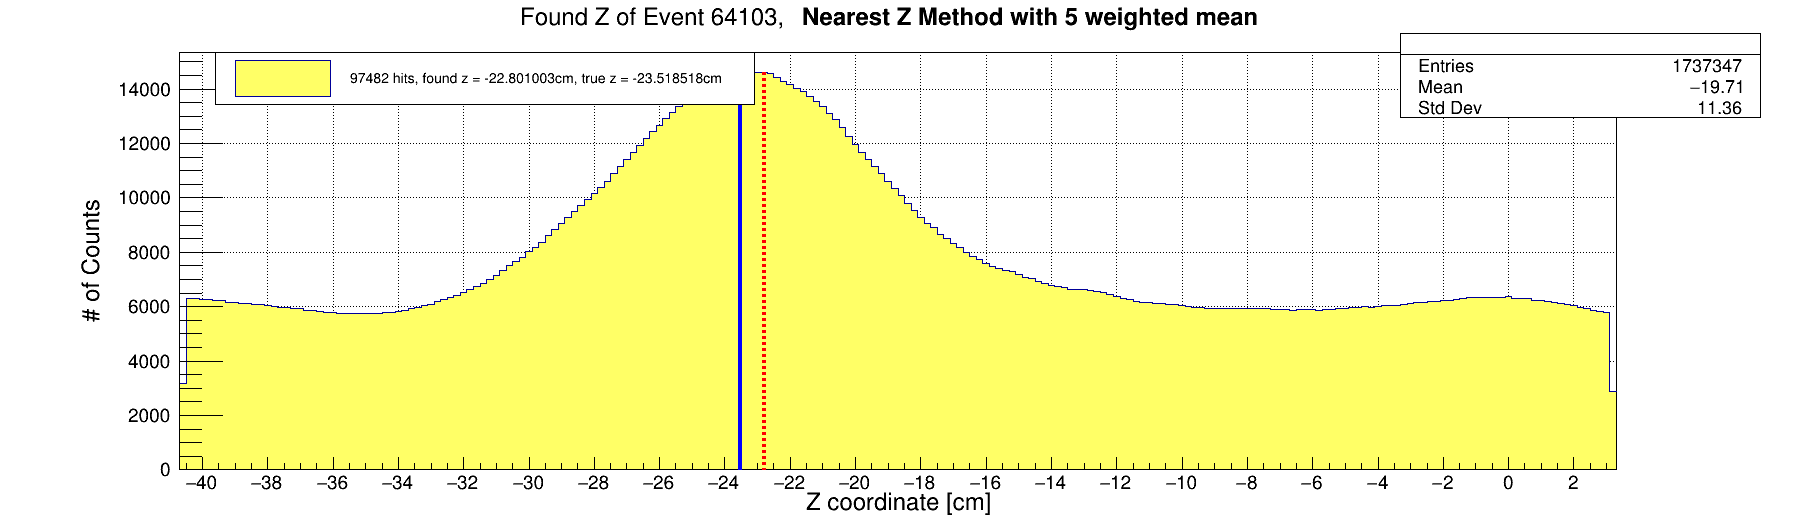 Found Z of Event 64103, Nearest Z Method with 5 weighted mean
97482 hits, found z = -22.801003cm, true z = -23.518518cm
Entries 1737347
Mean −19.71
Std Dev 11.36
# of Counts
14000
12000
10000
8000
6000
4000
2000
0
−40 −38 −36 −34 −32 −30 −28 −26 −24 −22 −20 −18 −16 −14 −12 −10 −8 −6 −4 −2 0 2
Z coordinate [cm]